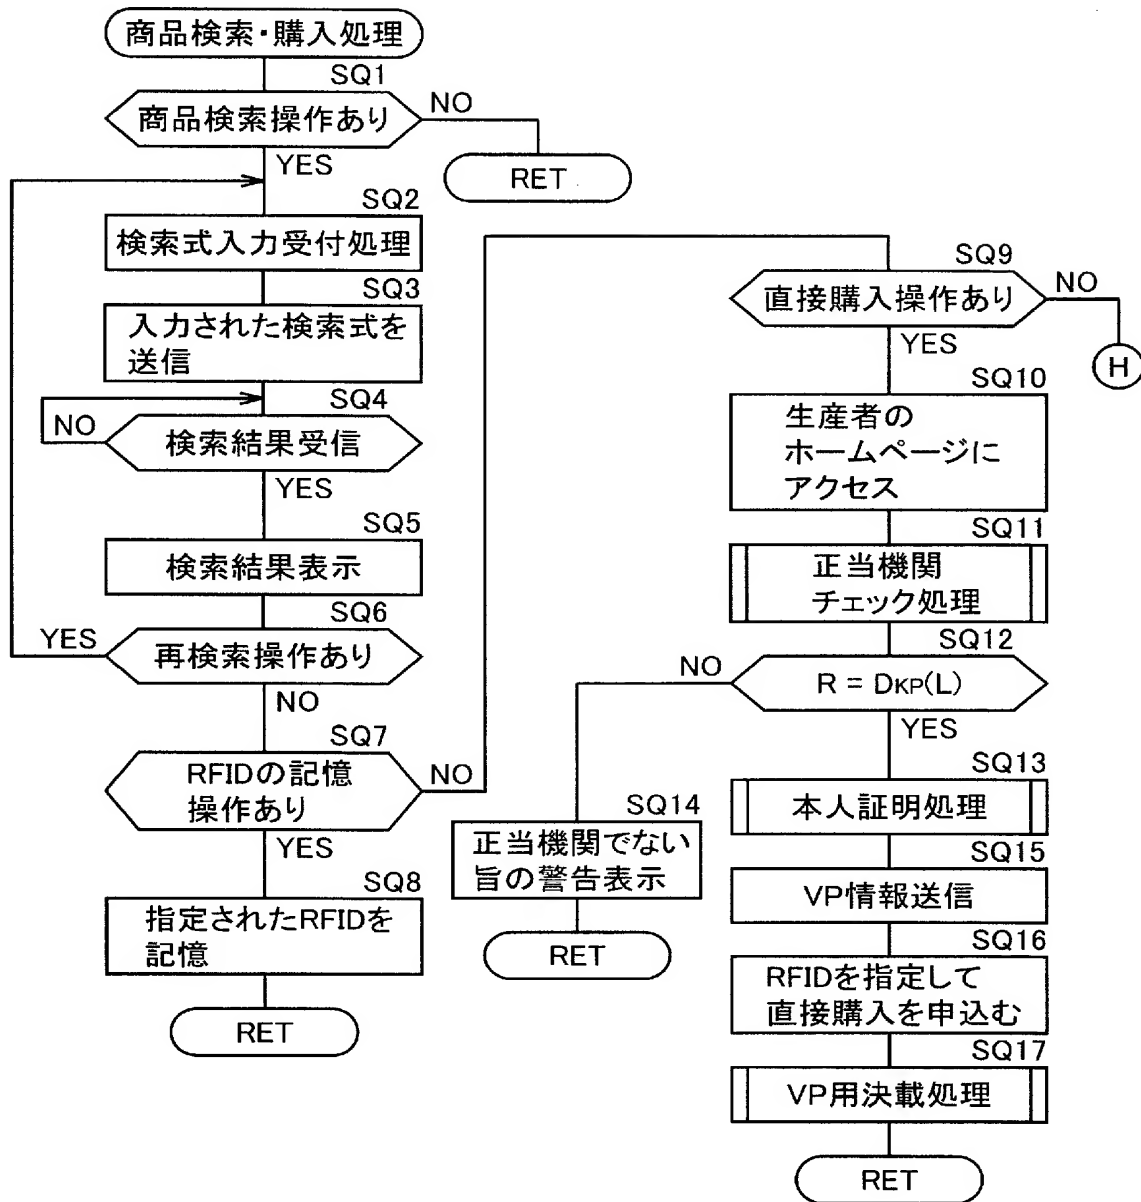 商品検索・購入処理
SQ1
商品検索操作あり
NO
RET
YES
SQ2
検索式入力受付処理
SQ3
入力された検索式を
送信
SQ4
NO
検索結果受信
YES
SQ5
検索結果表示
SQ6
YES
再検索操作あり
NO
SQ7
RFIDの記憶
操作あり
NO
YES
SQ8
指定されたRFIDを
記憶
RET
SQ9
直接購入操作あり
NO
H
YES
SQ10
生産者の
ホームページに
アクセス
SQ11
正当機関
チェック処理
SQ12
NO
R = DKP(L)
YES
SQ14
正当機関でない
旨の警告表示
RET
SQ13
本人証明処理
SQ15
VP情報送信
SQ16
RFIDを指定して
直接購入を申込む
SQ17
VP用決載処理
RET